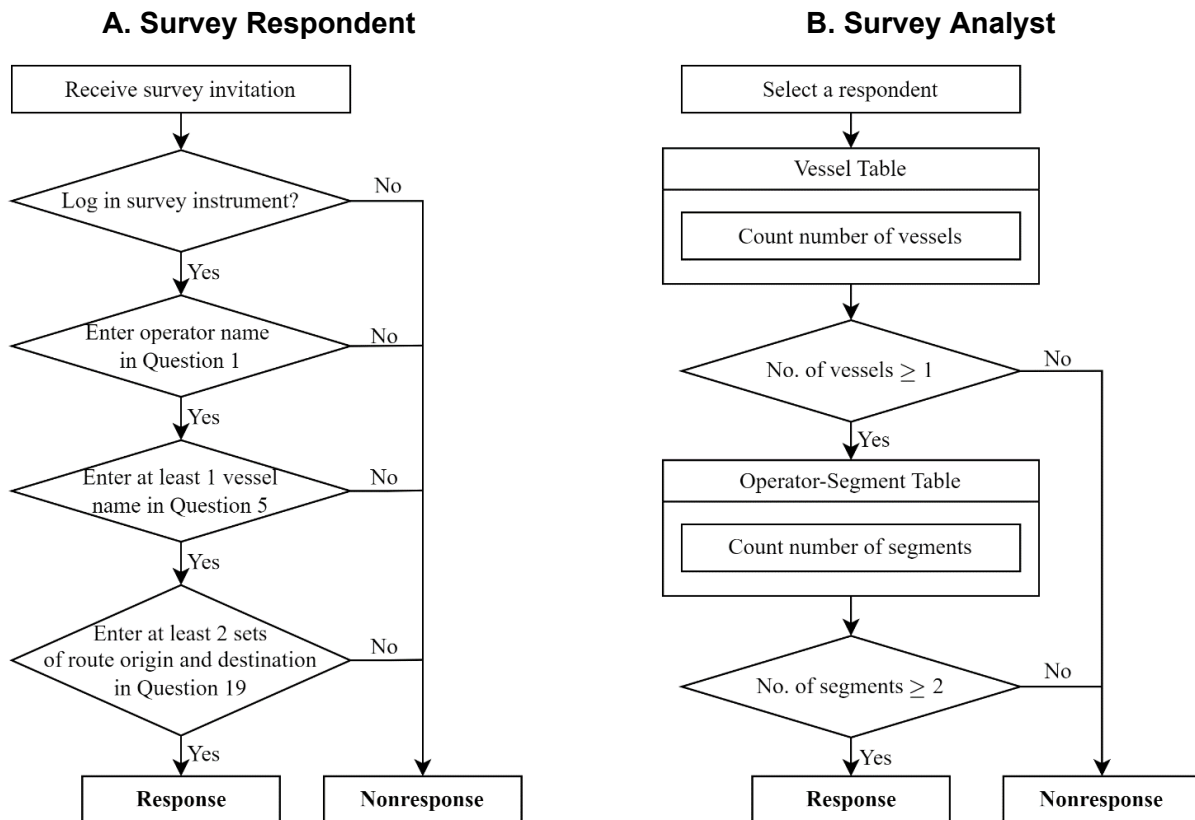 A. Survey Respondent
Receive survey invitation
Log in survey instrument?
No
Yes
Enter operator name
in Question 1
No
Yes
Enter at least 1 vessel
name in Question 5
No
Yes
Enter at least 2 sets
of route origin and destination
in Question 19
No
Yes
Response
Nonresponse
B. Survey Analyst
Select a respondent
Vessel Table
Count number of vessels
No. of vessels ≥ 1
No
Yes
Operator-Segment Table
Count number of segments
No. of segments ≥ 2
No
Yes
Response
Nonresponse